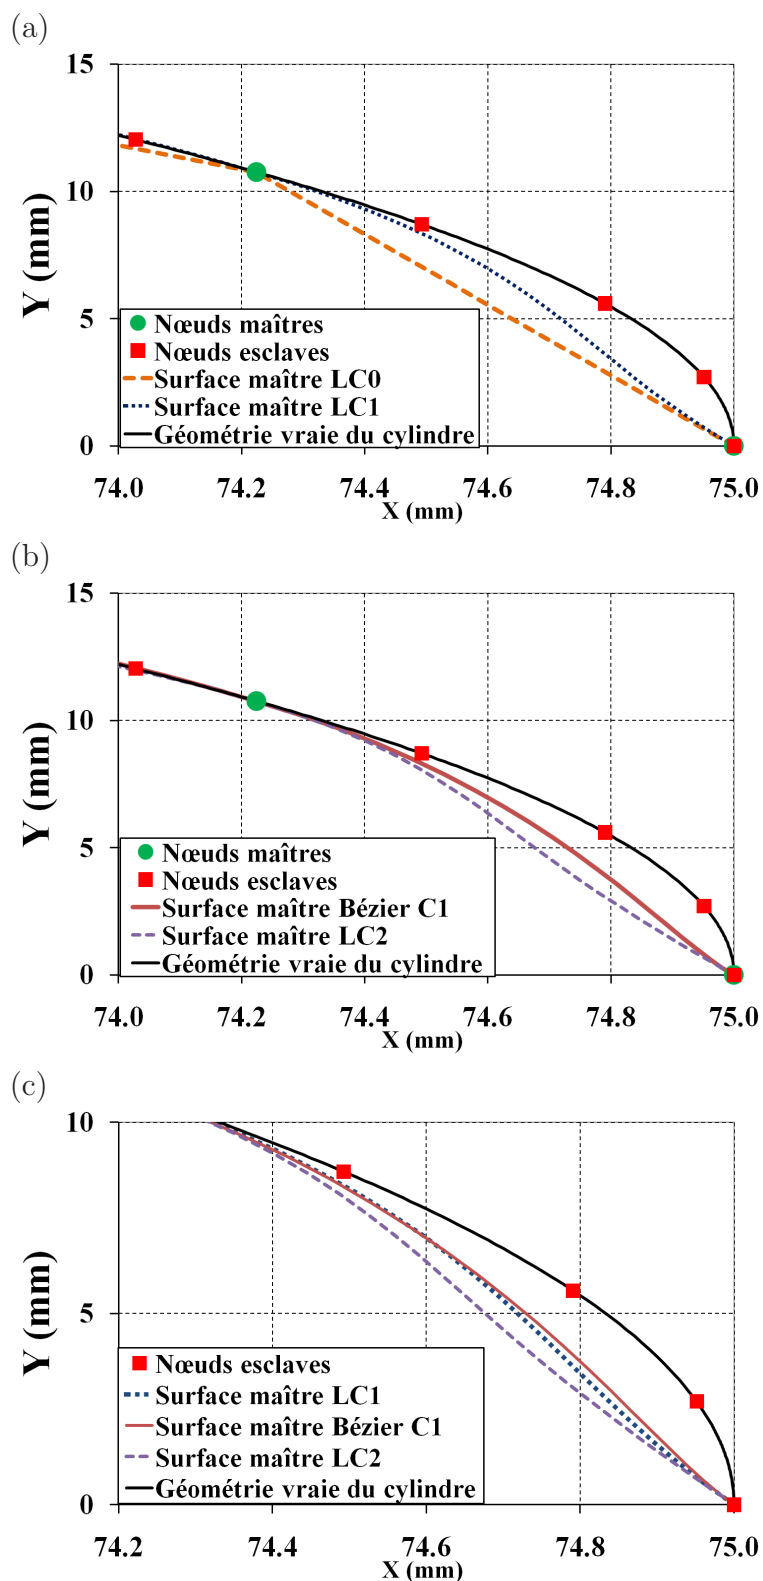 (a)
15
10
5
0
Y (mm)
Nœuds maîtres
Nœuds esclaves
Surface maître LC0
Surface maître LC1
Géométrie vraie du cylindre
74.0 74.2 74.4 74.6 74.8 75.0
X (mm)
(b)
15
10
5
0
Y (mm)
Nœuds maîtres
Nœuds esclaves
Surface maître Bézier C1
Surface maître LC2
Géométrie vraie du cylindre
74.0 74.2 74.4 74.6 74.8 75.0
X (mm)
(c)
10
5
0
Y (mm)
Nœuds esclaves
Surface maître LC1
Surface maître Bézier C1
Surface maître LC2
Géométrie vraie du cylindre
74.2 74.4 74.6 74.8 75.0
X (mm)